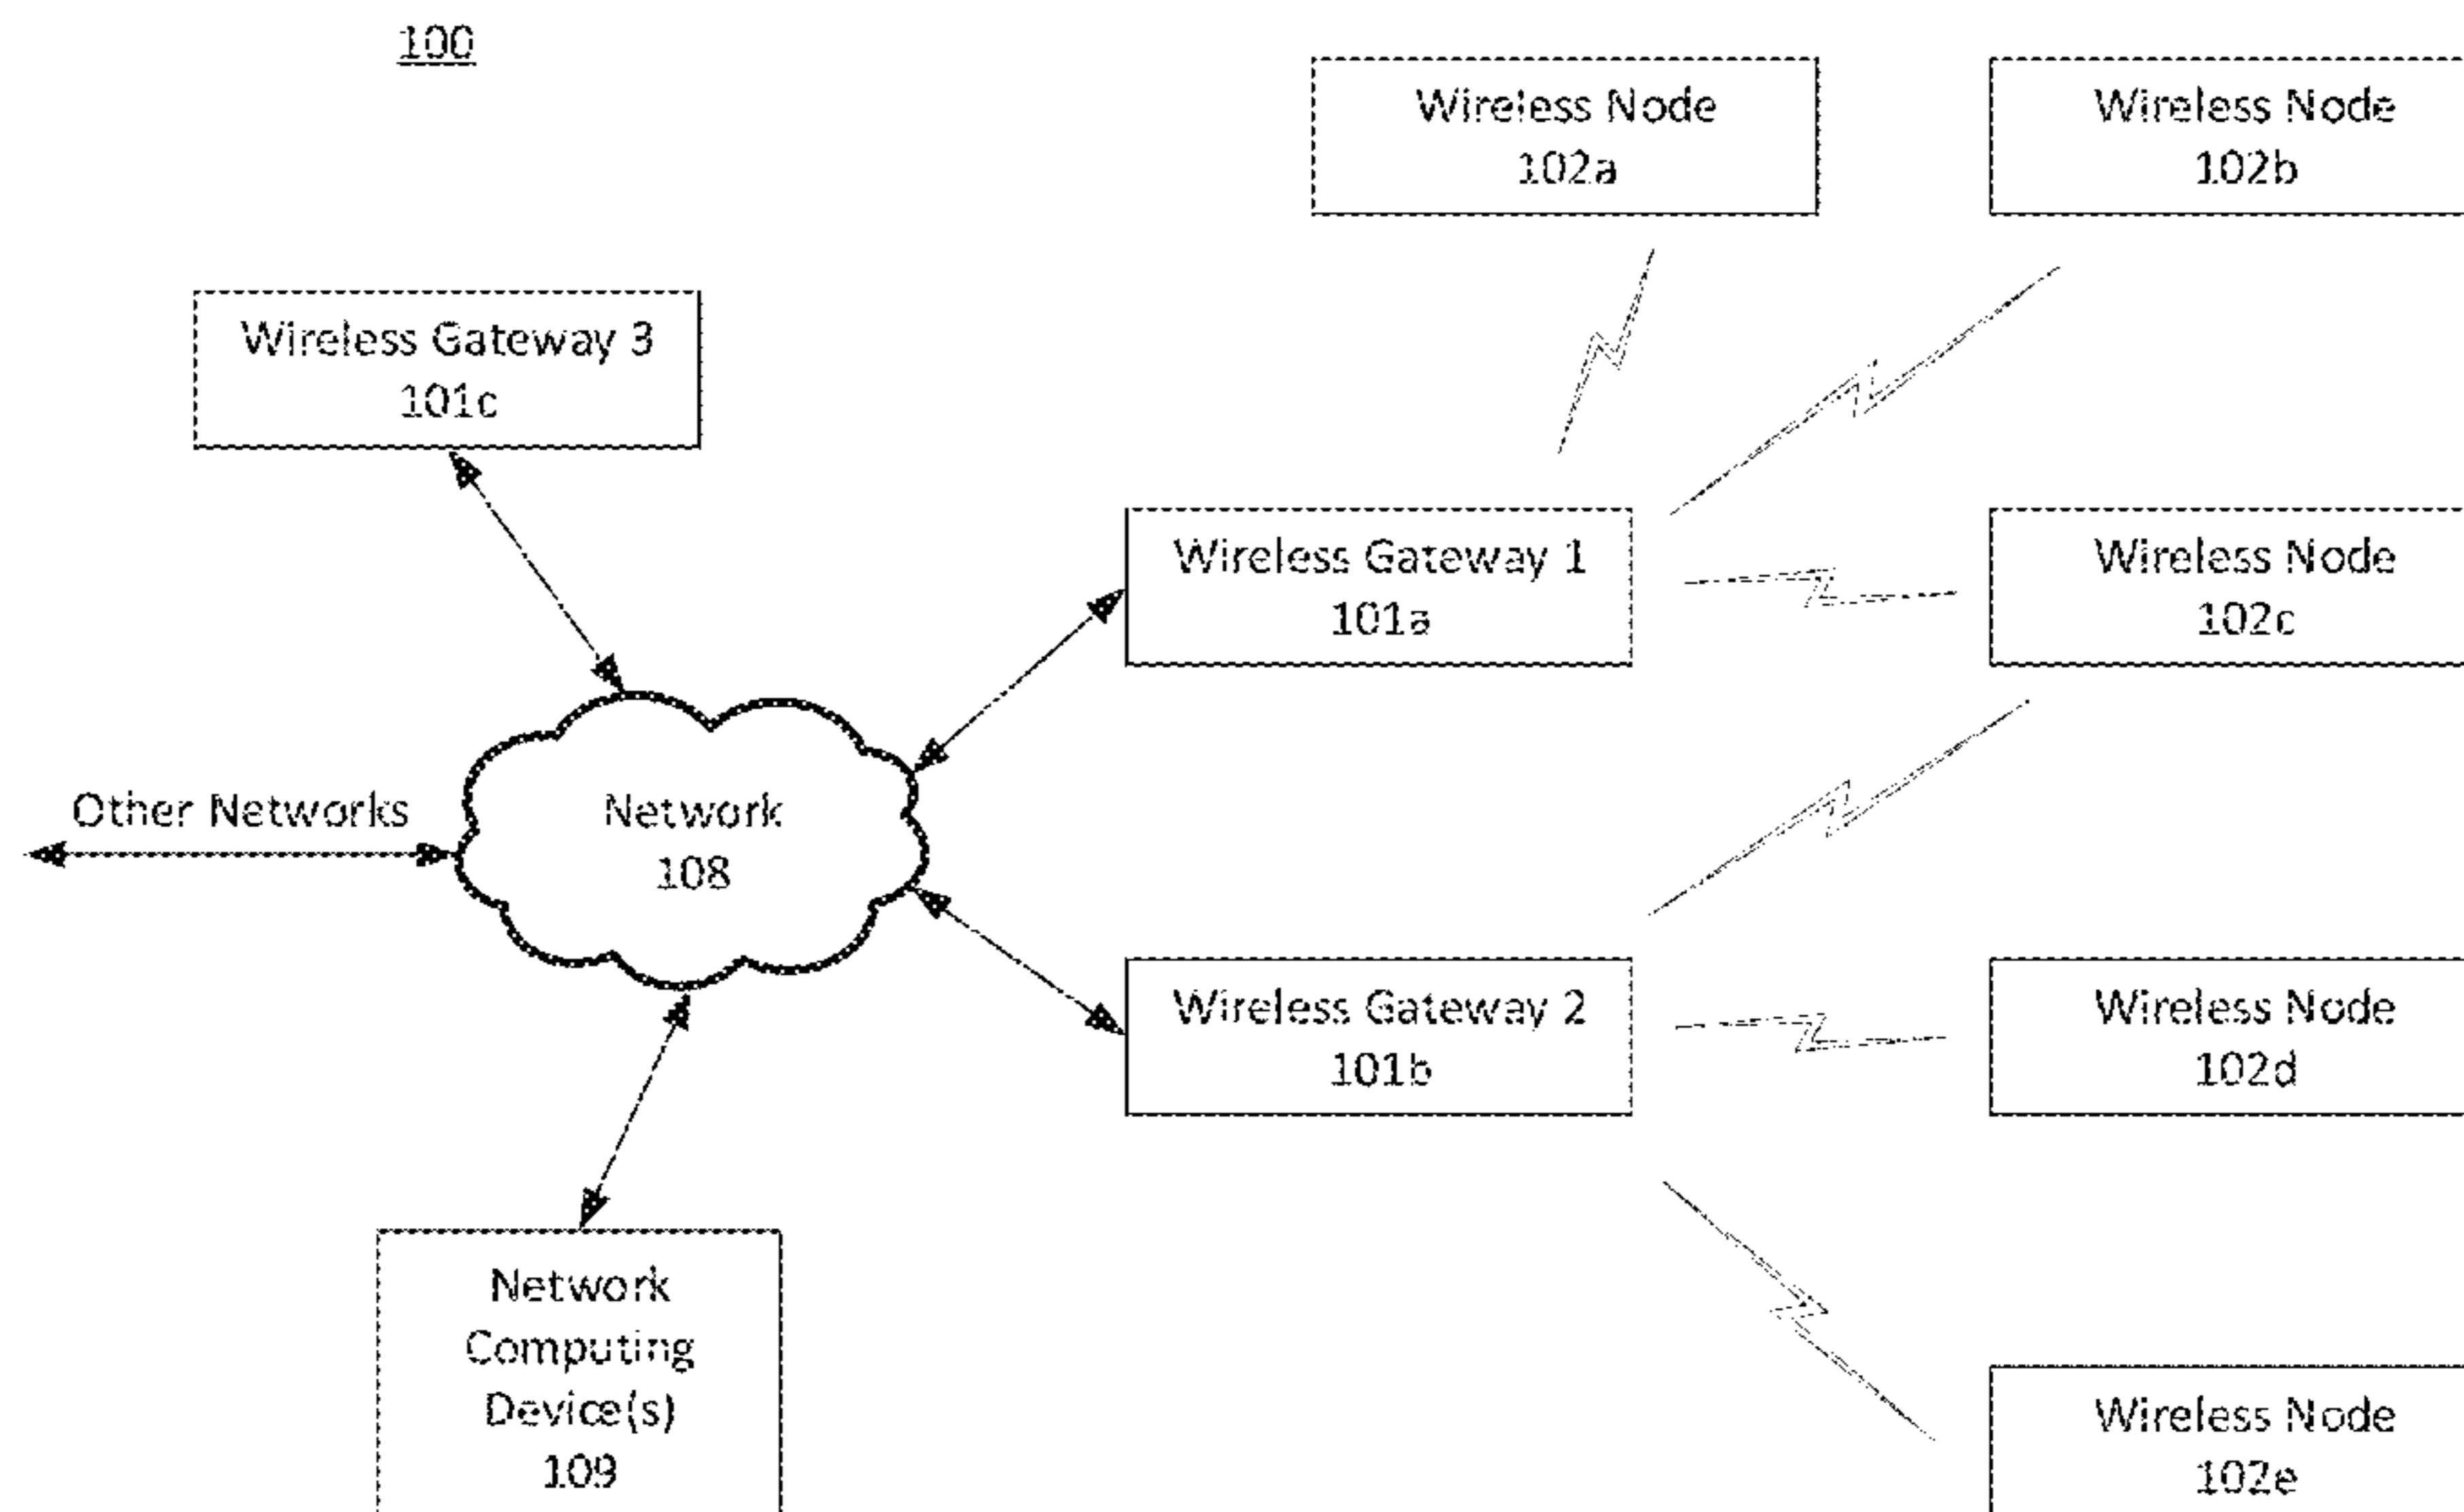 100
Wireless Node
102a
Wireless Node
102b
Wireless Gateway 3
101c
Wireless Gateway 1
101a
Wireless Node
102c
Other Networks
Network
108
Wireless Gateway 2
101b
Wireless Node
102d
Network
Computing
Device(s)
109
Wireless Node
102e